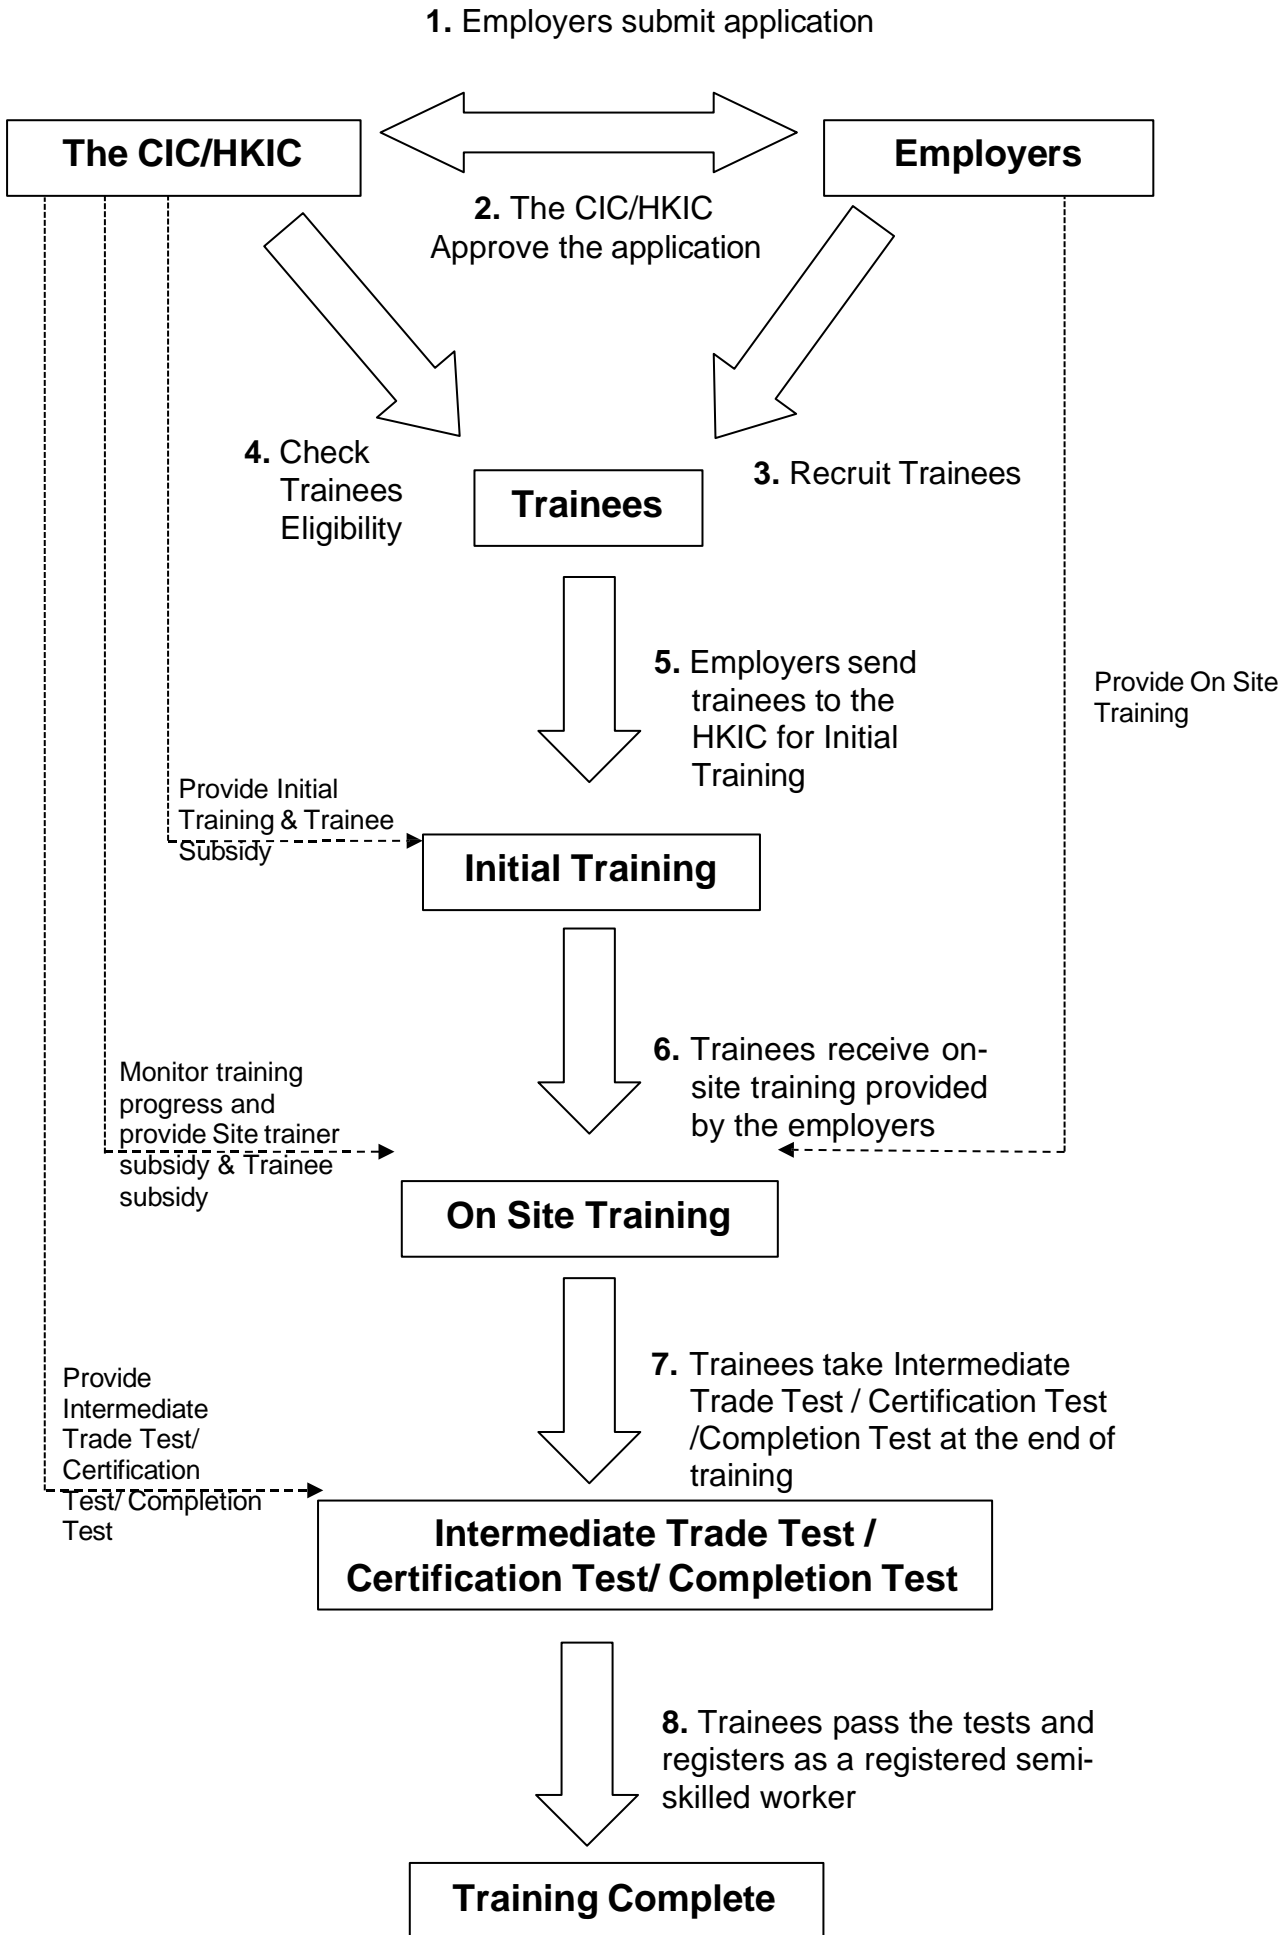 1. Employers submit application
The CIC/HKIC
Employers
2. The CIC/HKIC
Approve the application
4. Check
Trainees
Eligibility
3. Recruit Trainees
Trainees
5. Employers send
trainees to the
HKIC for Initial
Training
Provide On Site
Training
Provide Initial
Training & Trainee
Subsidy
Initial Training
6. Trainees receive on-
site training provided
by the employers
Monitor training
progress and
provide Site trainer
subsidy & Trainee
subsidy
On Site Training
7. Trainees take Intermediate
Trade Test / Certification Test
/Completion Test at the end of
training
Provide
Intermediate
Trade Test/
Certification
Test/ Completion
Test
Intermediate Trade Test /
Certification Test/ Completion Test
8. Trainees pass the tests and
registers as a registered semi-
skilled worker
Training Complete